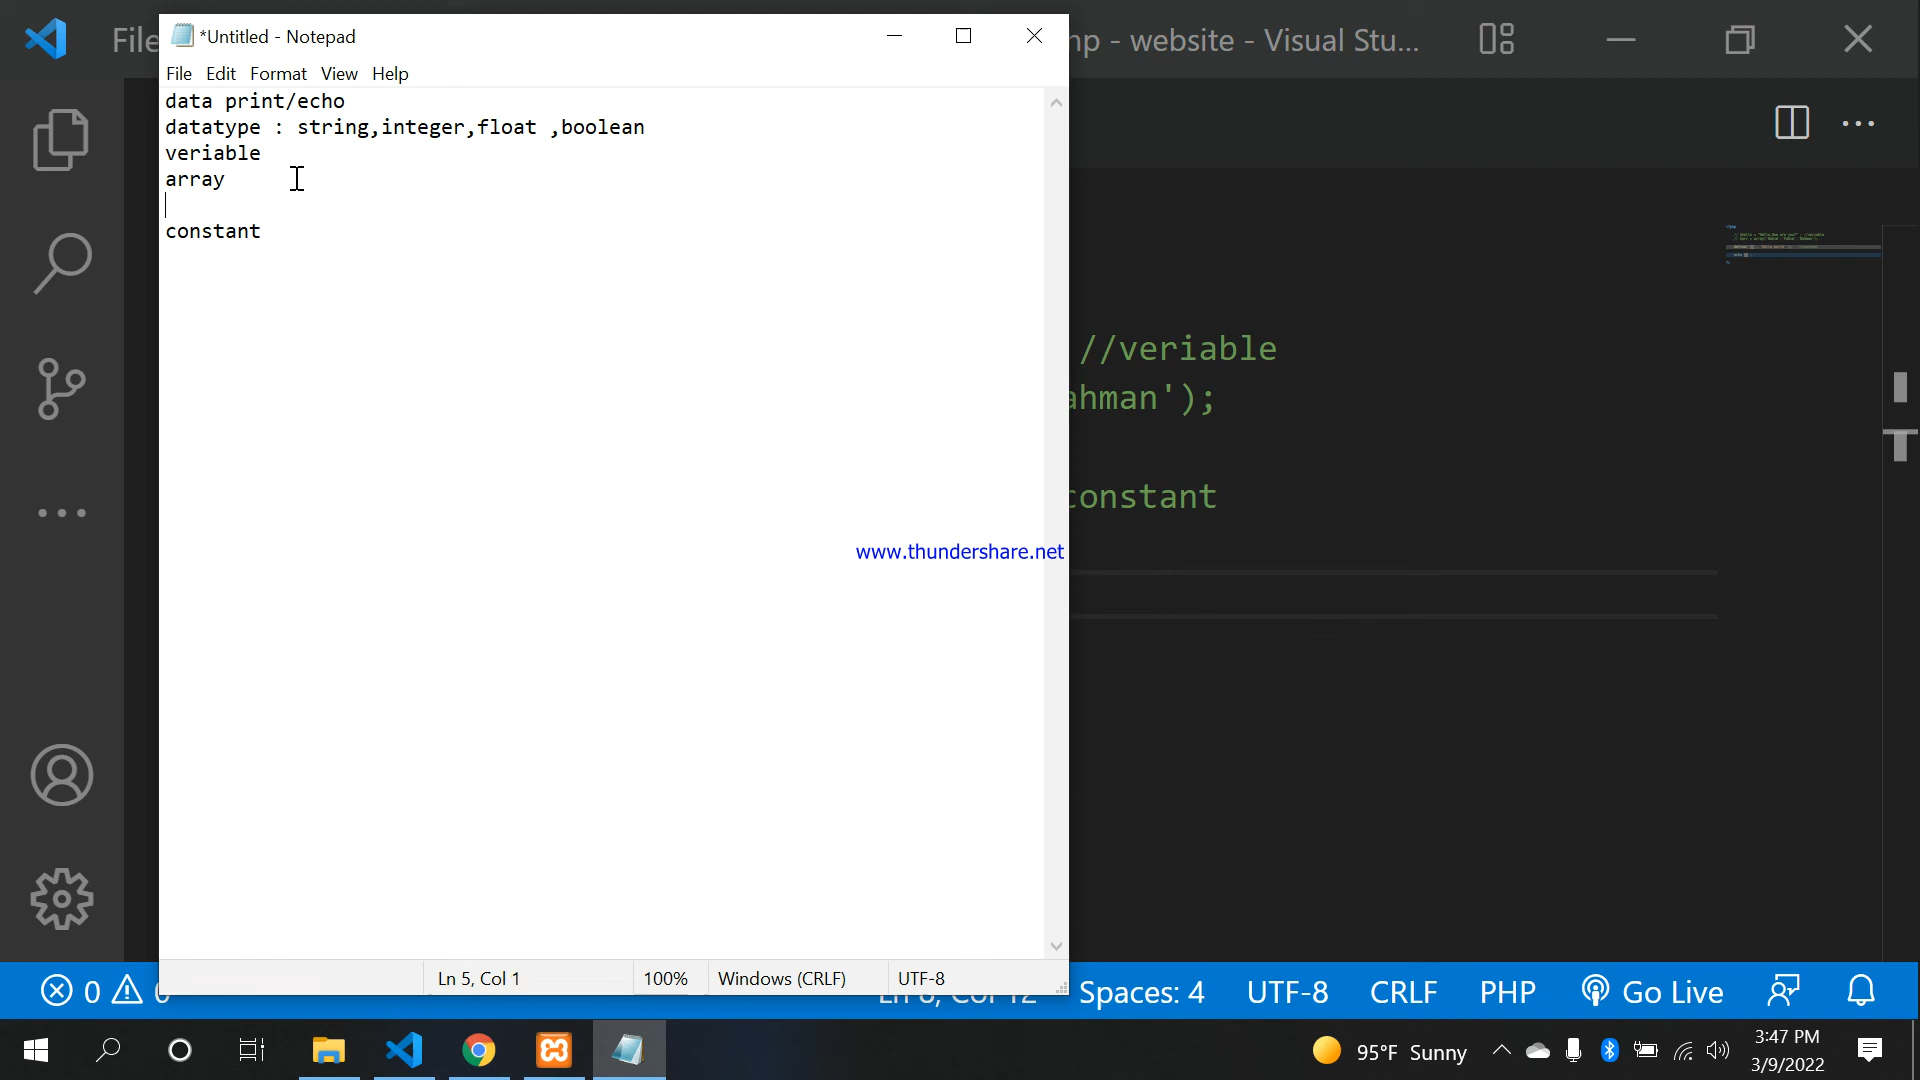 File
*Untitled - Notepad
np - website - Visual Stu...
File Edit Format View Help
data print/echo
datatype : string,integer,float ,boolean
veriable
array
constant
//veriable
ahman');
constant
www.thundershare.net
Ln 5, Col 1
100%
Windows (CRLF)
UTF-8
0
Spaces: 4
UTF-8
CRLF
PHP
Go Live
95°F Sunny
3:47 PM
3/9/2022